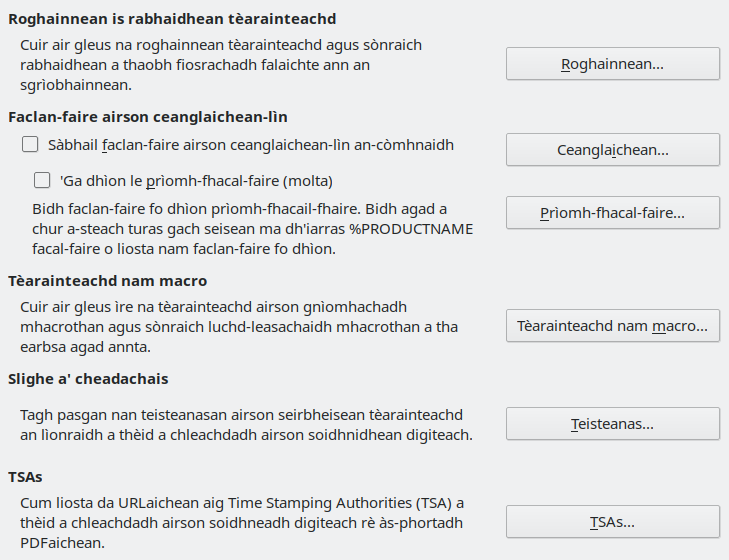 Roghainnean is rabhaidhean tèarainteachd
Cuir air gleus na roghainnean tèarainteachd agus sònraich
rabhaidhean a thaobh fiosrachadh falaichte ann an
sgrìobhainnean.
Roghainnean...
Faclan-faire airson ceanglaichean-lìn
Sàbhail faclan-faire airson ceanglaichean-lìn an-còmhnaidh
Ceanglaichean...
'Ga dhìon le prìomh-fhacal-faire (molta)
Bidh faclan-faire fo dhìon prìomh-fhacail-fhaire. Bidh agad a
chur a-steach turas gach seisean ma dh'iarras %PRODUCTNAME
facal-faire o liosta nam faclan-faire fo dhìon.
Prìomh-fhacal-faire...
Tèarainteachd nam macro
Cuir air gleus ìre na tèarainteachd airson gnìomhachadh
mhacrothan agus sònraich luchd-leasachaidh mhacrothan a tha
earbsa agad annta.
Tèarainteachd nam macro...
Slighe a' cheadachais
Tagh pasgan nan teisteanasan airson seirbheisean tèarainteachd
an lìonraidh a thèid a chleachdadh airson soidhnidhean digiteach.
Teisteanas...
TSAs
Cum liosta da URLaichean aig Time Stamping Authorities (TSA) a
thèid a chleachdadh airson soidhneadh digiteach rè às-phortadh
PDFaichean.
TSAs...